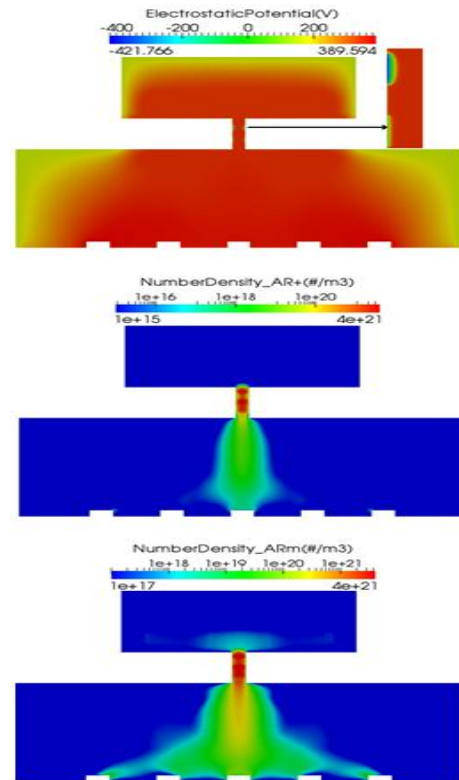 ElectrostaticPotential(V)
-400 -200 0 200
-421.766 389.594
NumberDensity_AR+(#/m3)
1e+16 1e+18 1e+20
1e+15 4e+21
NumberDensity_ARm(#/m3)
1e+18 1e+19 1e+20 1e+21
1e+17 4e+21